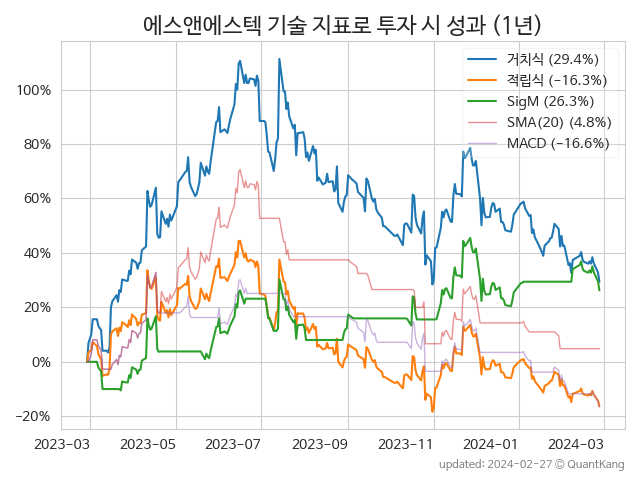 에스앤에스텍 기술 지표로 투자 시 성과 (1년)
거치식 (29.4%)
적립식 (−16.3%)
SigM (26.3%)
SMA(20) (4.8%)
MACD (−16.6%)
100%
80%
60%
40%
20%
0%
−20%
2023−03 2023−05 2023−07 2023−09 2023−11 2024−01 2024−03
updated: 2024-02-27 © QuantKang